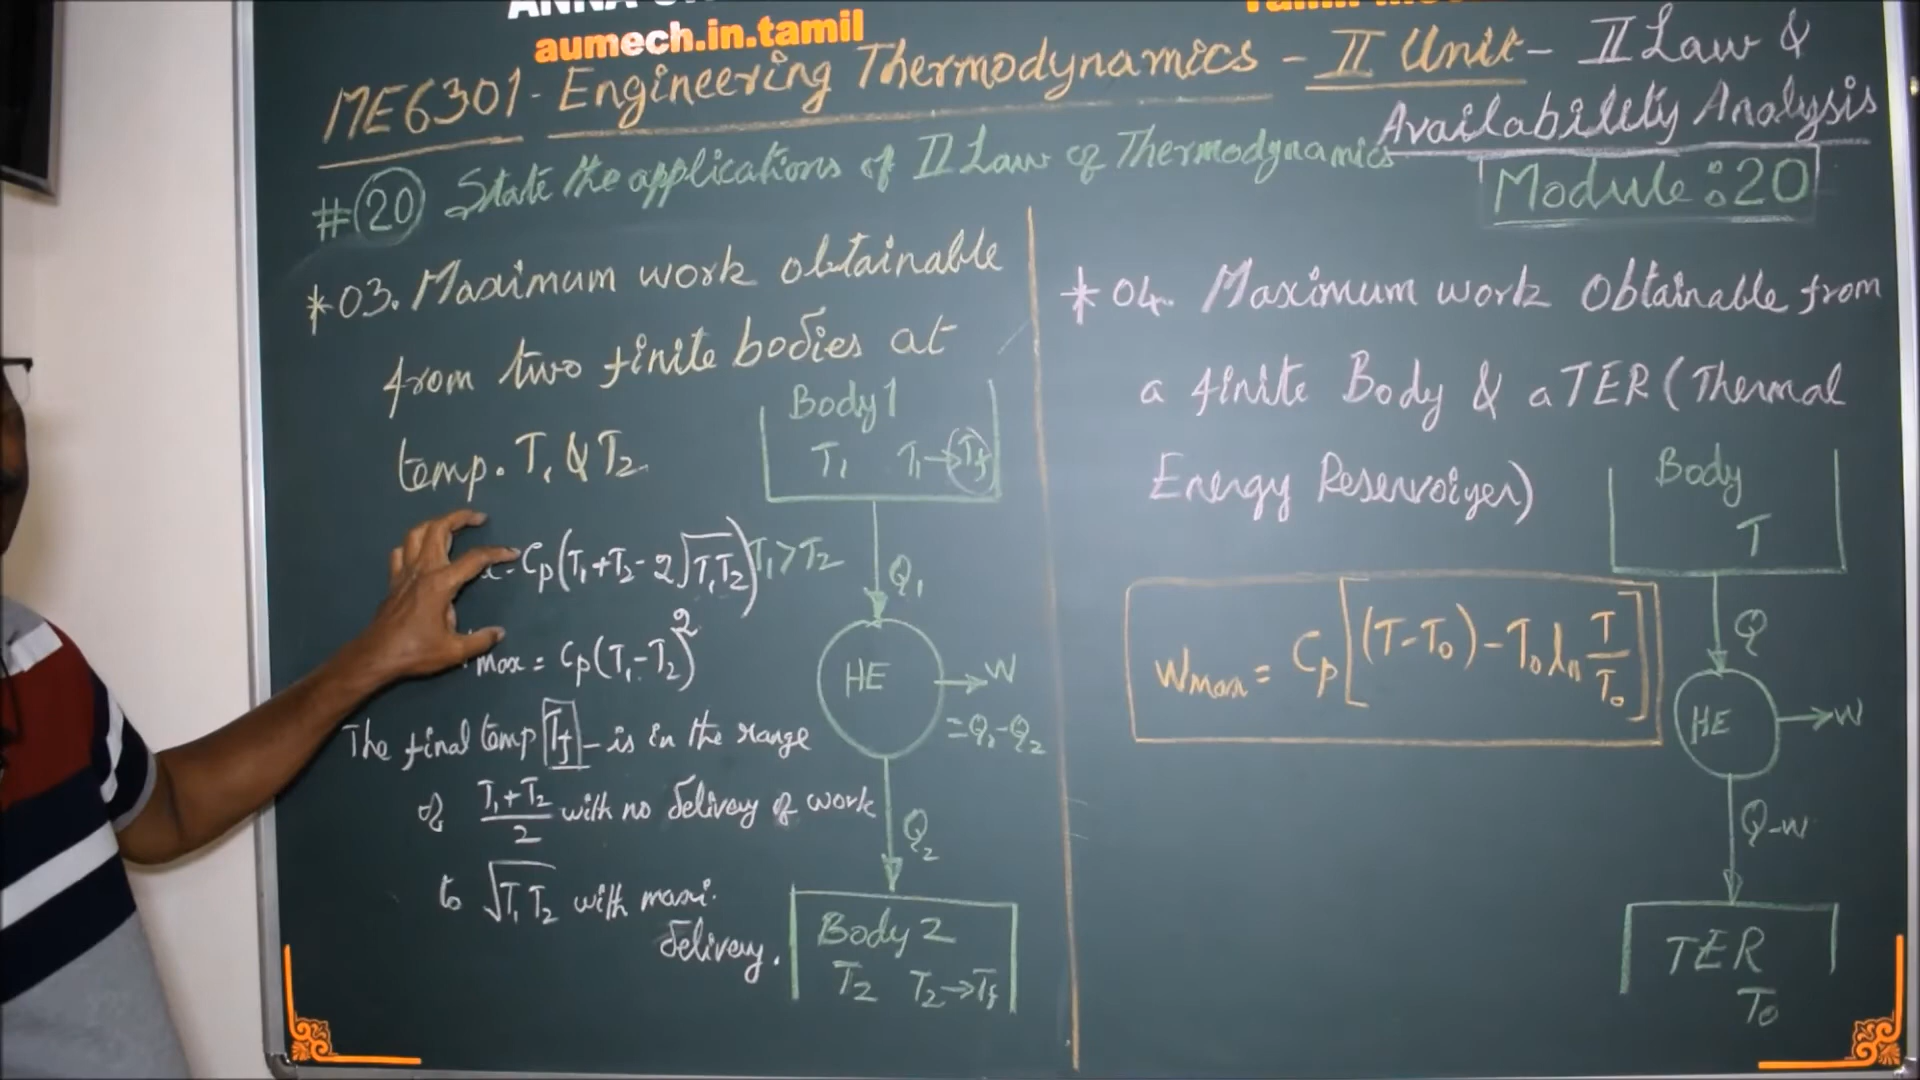 aumech.in.tamil
ME6301 - Engineering Thermodynamics - II Unit - II Law &
Availability Analysis
#20 State the applications of II Law of Thermodynamics
Module : 20
*03. Maximum work obtainable
from two finite bodies at
temp. T₁ & T₂
Body 1
T₁ T₁→Tf
Cp(T₁+T₂-2√T₁T₂) T₁>T₂
Q₁
max = Cp(T₁-T₂)²
HE
W
=Q₁-Q₂
The final temp Tf - is in the range
of (T₁+T₂)/2 with no delivery of work
Q₂
to √T₁T₂ with maxi.
delivery.
Body 2
T₂ T₂→Tf
*04. Maximum work Obtainable from
a finite Body & a TER (Thermal
Energy Reservoiyer)
Body
T
Q
Wmax = Cp[(T-T₀)-T₀ ln T/T₀]
HE
W
Q-W
TER
T₀